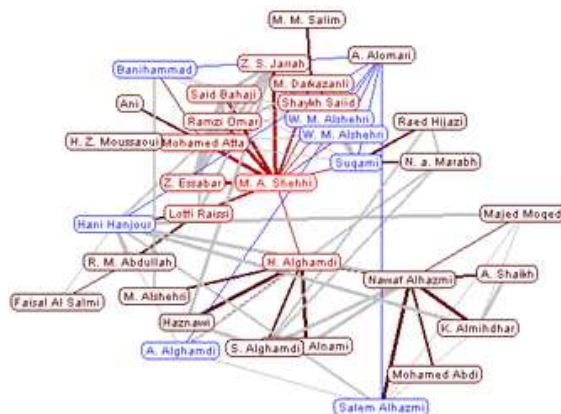 M. M. Salim
A. Alomari
Z. S. Jarrah
Banihammad
M. Darkazanli
Said Bahaji
Shaykh Saiid
Ani
Ramzi Omar
W. M. Alshehri
Raed Hijazi
W. M. Alshehri
H. Z. Moussaoui
Mohamed Atta
Suqami
N. a. Marabh
Z. Essabar
M. A. Shehhi
Lotfi Raissi
Majed Moqed
Hani Hanjour
R. M. Abdullah
H. Alghamdi
Nawaf Alhazmi
A. Shaikh
Faisal Al Salmi
M. Alshehri
Haznawi
K. Almihdhar
A. Alghamdi
S. Alghamdi
Alnami
Mohamed Abdi
Salem Alhazmi